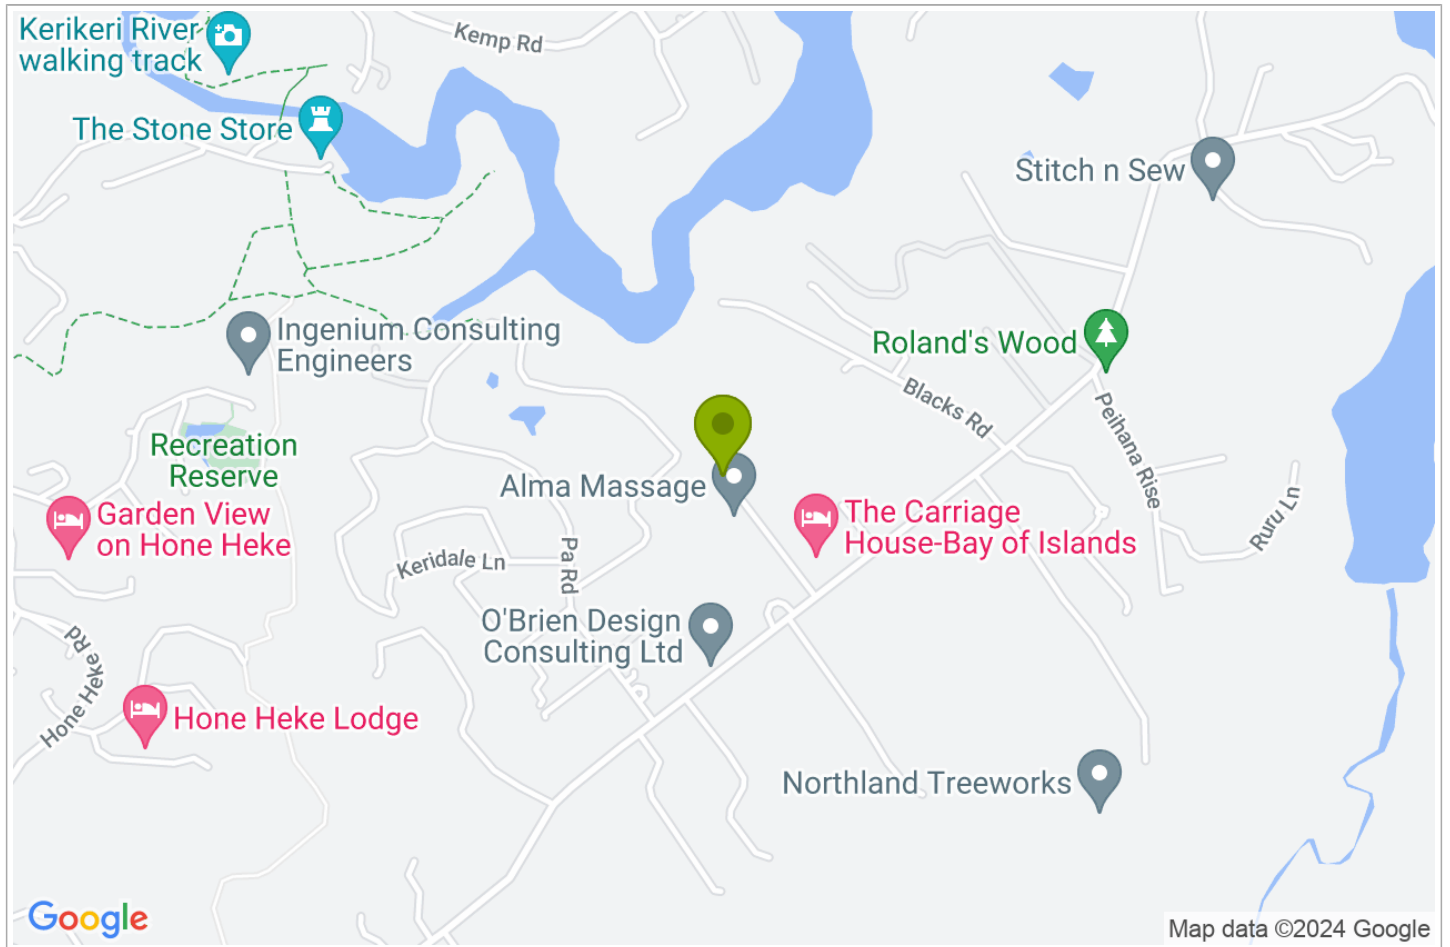 Kerikeri River
walking track
Kemp Rd
The Stone Store
Stitch n Sew
Ingenium Consulting
Engineers
Roland's Wood
Blacks Rd
Peihana Rise
Recreation
Reserve
Alma Massage
Garden View
on Hone Heke
The Carriage
House-Bay of Islands
Ruru Ln
Keridale Ln
Pa Rd
O'Brien Design
Consulting Ltd
Hone Heke Rd
Hone Heke Lodge
Northland Treeworks
Google
Map data ©2024 Google